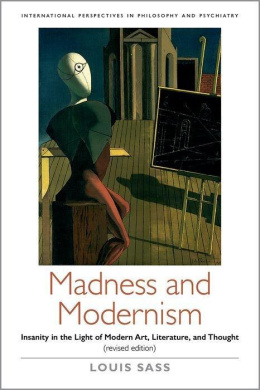 INTERNATIONAL PERSPECTIVES IN PHILOSOPHY AND PSYCHIATRY
Madness and
Modernism
Insanity in the Light of Modern Art, Literature, and Thought
(revised edition)
LOUIS SASS